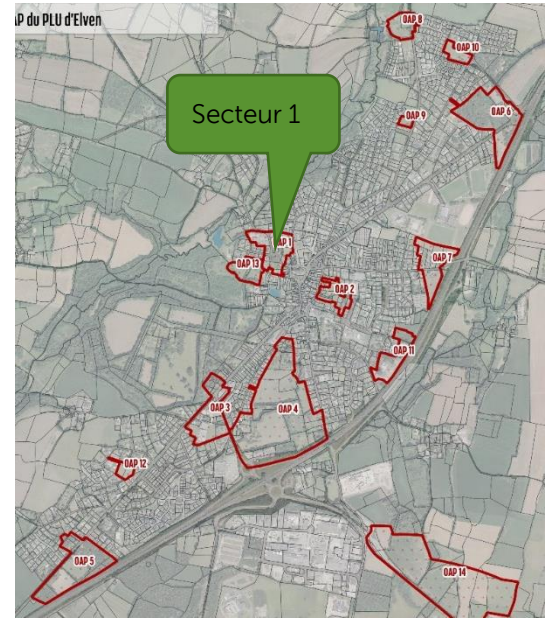 AP du PLU d'Elven
OAP 8
OAP 10
Secteur 1
OAP 6
OAP 9
OAP 1
OAP 13
OAP 7
OAP 2
OAP 11
OAP 3
OAP 4
OAP 12
OAP 5
OAP 14